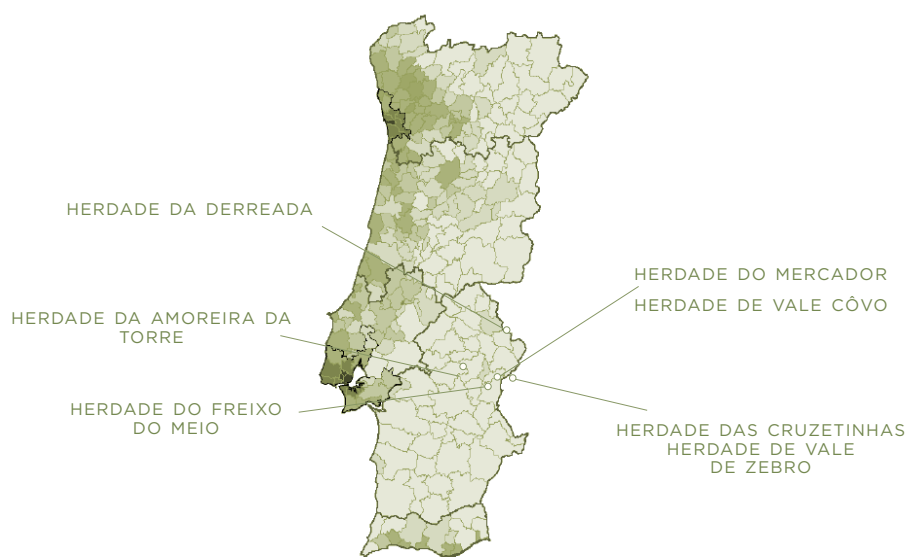 HERDADE DA DERREADA
HERDADE DO MERCADOR
HERDADE DE VALE CÔVO
HERDADE DA AMOREIRA DA
TORRE
HERDADE DO FREIXO
DO MEIO
HERDADE DAS CRUZETINHAS
HERDADE DE VALE
DE ZEBRO